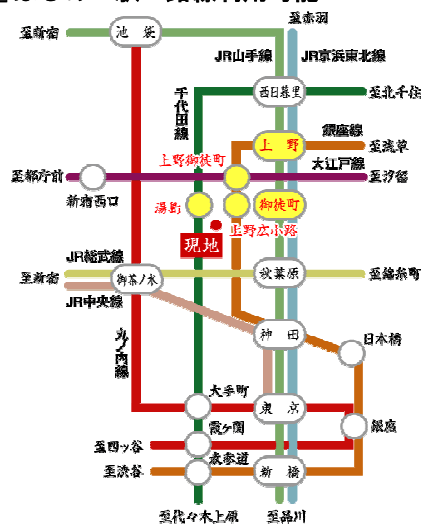 至赤羽
至新宿
池袋
JR山手線
JR京浜東北線
千代田線
西日暮里
至北千住
銀座線
上野
至浅草
上野御徒町
大江戸線
至都庁前
至汐留
新宿西口
湯島
御徒町
上野広小路
現地
JR総武線
至新宿
御茶ノ水
秋葉原
至錦糸町
JR中央線
丸ノ内線
神田
日本橋
大手町
東京
銀座
霞ヶ関
至四ッ谷
表参道
至渋谷
新橋
至代々木上原
至品川